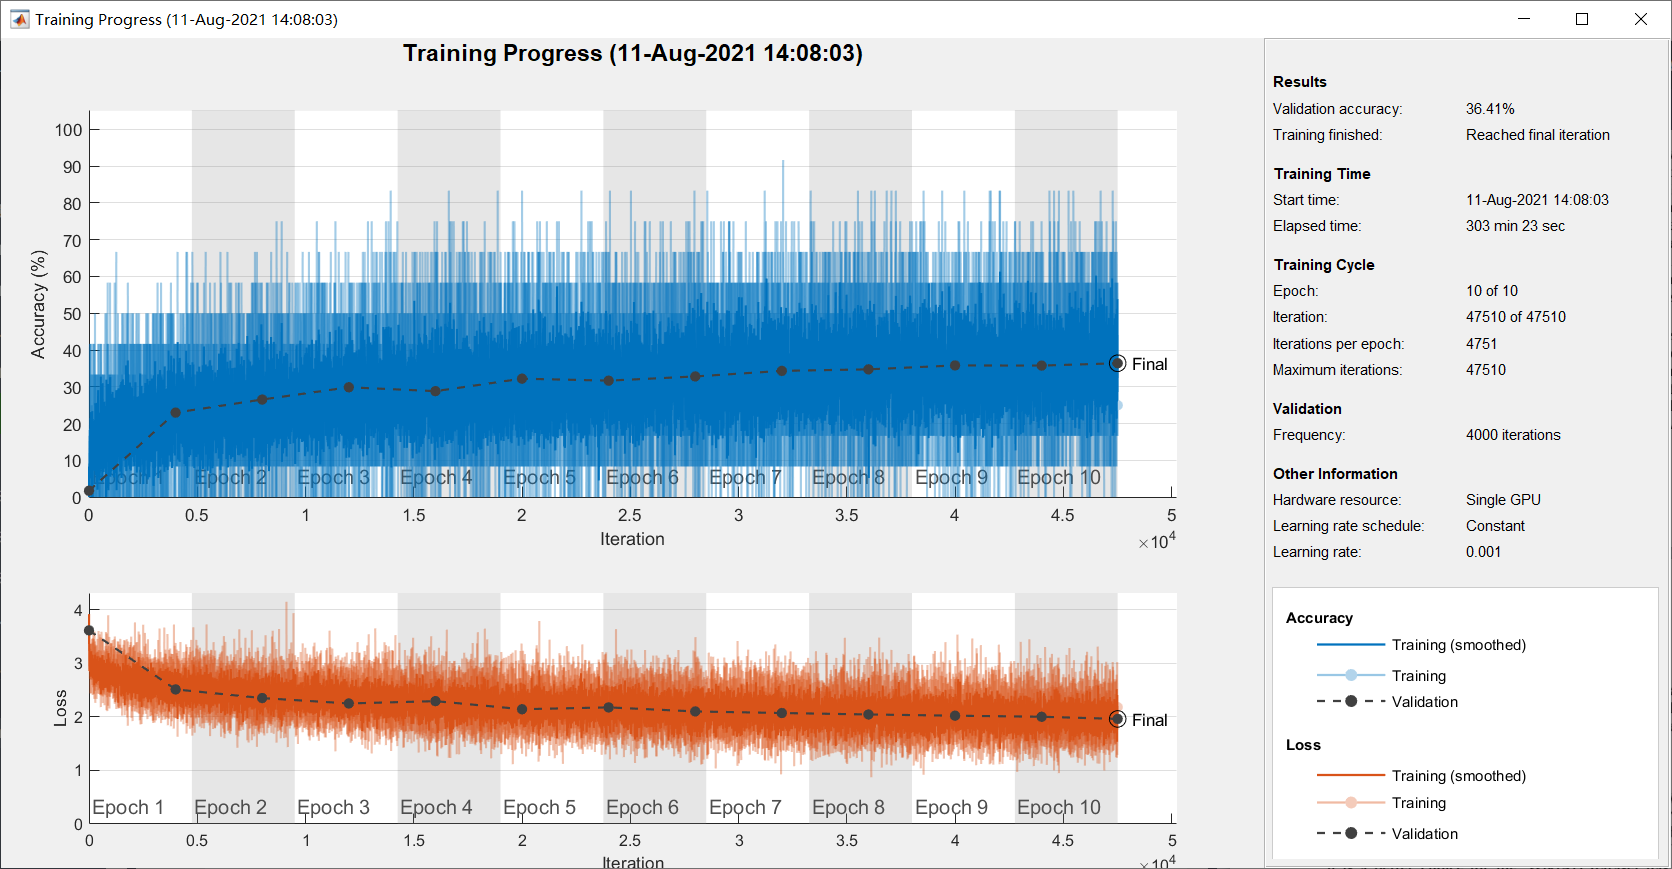 Training Progress (11-Aug-2021 14:08:03)
Training Progress (11-Aug-2021 14:08:03)
Accuracy (%)
100
90
80
70
60
50
40
30
20
10
0
Final
Epoch 1 Epoch 2 Epoch 3 Epoch 4 Epoch 5 Epoch 6 Epoch 7 Epoch 8 Epoch 9 Epoch 10
0 0.5 1 1.5 2 2.5 3 3.5 4 4.5 5
Iteration
×10^4
Loss
4
3
2
1
0
Final
Epoch 1 Epoch 2 Epoch 3 Epoch 4 Epoch 5 Epoch 6 Epoch 7 Epoch 8 Epoch 9 Epoch 10
0 0.5 1 1.5 2 2.5 3 3.5 4 4.5 5
Iteration
×10^4
Results
Validation accuracy: 36.41%
Training finished: Reached final iteration
Training Time
Start time: 11-Aug-2021 14:08:03
Elapsed time: 303 min 23 sec
Training Cycle
Epoch: 10 of 10
Iteration: 47510 of 47510
Iterations per epoch: 4751
Maximum iterations: 47510
Validation
Frequency: 4000 iterations
Other Information
Hardware resource: Single GPU
Learning rate schedule: Constant
Learning rate: 0.001
Accuracy
Training (smoothed)
Training
Validation
Loss
Training (smoothed)
Training
Validation